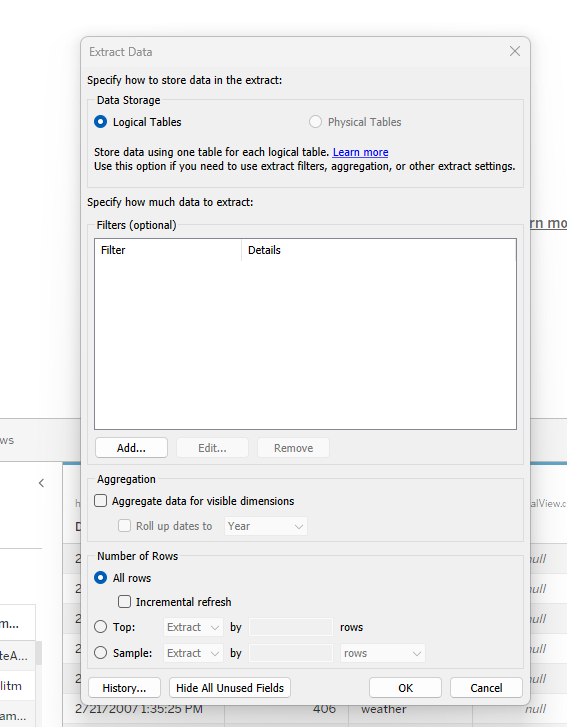 Extract Data
Specify how to store data in the extract:
Data Storage
Logical Tables
Physical Tables
Store data using one table for each logical table. Learn more
Use this option if you need to use extract filters, aggregation, or other extract settings.
Specify how much data to extract:
Filters (optional)
Filter Details
Add... Edit... Remove
Aggregation
Aggregate data for visible dimensions
Roll up dates to Year
Number of Rows
All rows
Incremental refresh
Top: Extract by rows
Sample: Extract by rows
History... Hide All Unused Fields OK Cancel
rn mo
ws
h
alView.c
D
2 null
2 null
m...
2 null
teA...
2 null
litm
2 null
am...
2/21/2007 1:35:25 PM 406 weather null